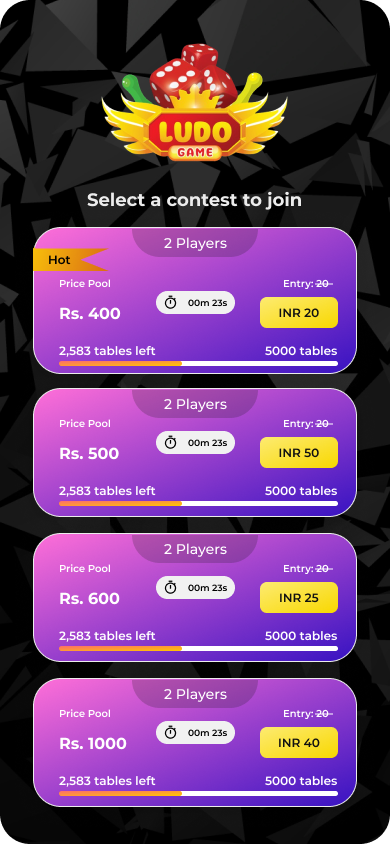 LUDO
GAME
Select a contest to join
2 Players
Hot
Price Pool
Entry: 20
Rs. 400
00m 23s
INR 20
2,583 tables left
5000 tables
2 Players
Price Pool
Entry: 20
Rs. 500
00m 23s
INR 50
2,583 tables left
5000 tables
2 Players
Price Pool
Entry: 20
Rs. 600
00m 23s
INR 25
2,583 tables left
5000 tables
2 Players
Price Pool
Entry: 20
Rs. 1000
00m 23s
INR 40
2,583 tables left
5000 tables